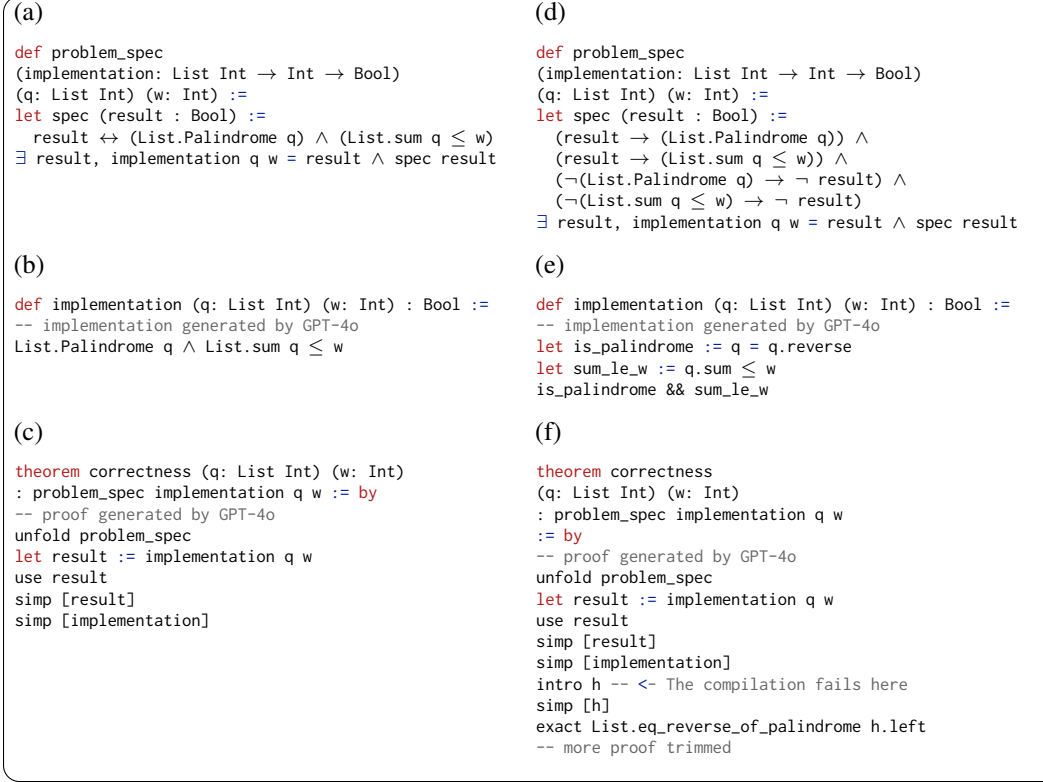 (a)
def problem_spec
(implementation: List Int → Int → Bool)
(q: List Int) (w: Int) :=
let spec (result : Bool) :=
  result ↔ (List.Palindrome q) ∧ (List.sum q ≤ w)
∃ result, implementation q w = result ∧ spec result
(b)
def implementation (q: List Int) (w: Int) : Bool :=
-- implementation generated by GPT-4o
List.Palindrome q ∧ List.sum q ≤ w
(c)
theorem correctness (q: List Int) (w: Int)
: problem_spec implementation q w := by
-- proof generated by GPT-4o
unfold problem_spec
let result := implementation q w
use result
simp [result]
simp [implementation]
(d)
def problem_spec
(implementation: List Int → Int → Bool)
(q: List Int) (w: Int) :=
let spec (result : Bool) :=
  (result → (List.Palindrome q)) ∧
  (result → (List.sum q ≤ w)) ∧
  (¬(List.Palindrome q) → ¬ result) ∧
  (¬(List.sum q ≤ w) → ¬ result)
∃ result, implementation q w = result ∧ spec result
(e)
def implementation (q: List Int) (w: Int) : Bool :=
-- implementation generated by GPT-4o
let is_palindrome := q = q.reverse
let sum_le_w := q.sum ≤ w
is_palindrome && sum_le_w
(f)
theorem correctness
(q: List Int) (w: Int)
: problem_spec implementation q w
:= by
-- proof generated by GPT-4o
unfold problem_spec
let result := implementation q w
use result
simp [result]
simp [implementation]
intro h -- <- The compilation fails here
simp [h]
exact List.eq_reverse_of_palindrome h.left
-- more proof trimmed